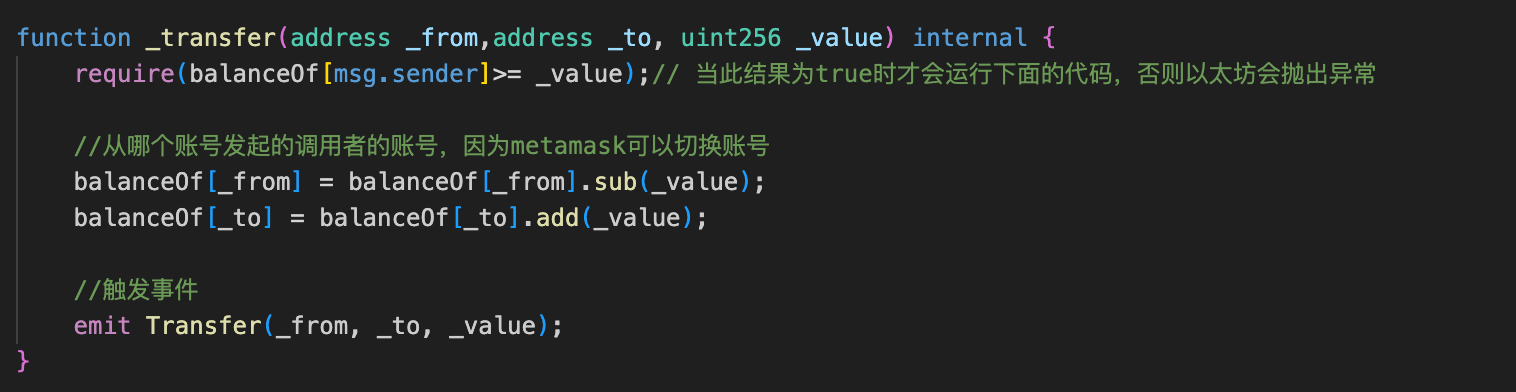 function _transfer(address _from,address _to, uint256 _value) internal {
require(balanceOf[msg.sender]>= _value);// 当此结果为true时才会运行下面的代码，否则以太坊会抛出异常
//从哪个账号发起的调用者的账号，因为metamask可以切换账号
balanceOf[_from] = balanceOf[_from].sub(_value);
balanceOf[_to] = balanceOf[_to].add(_value);
//触发事件
emit Transfer(_from, _to, _value);
}